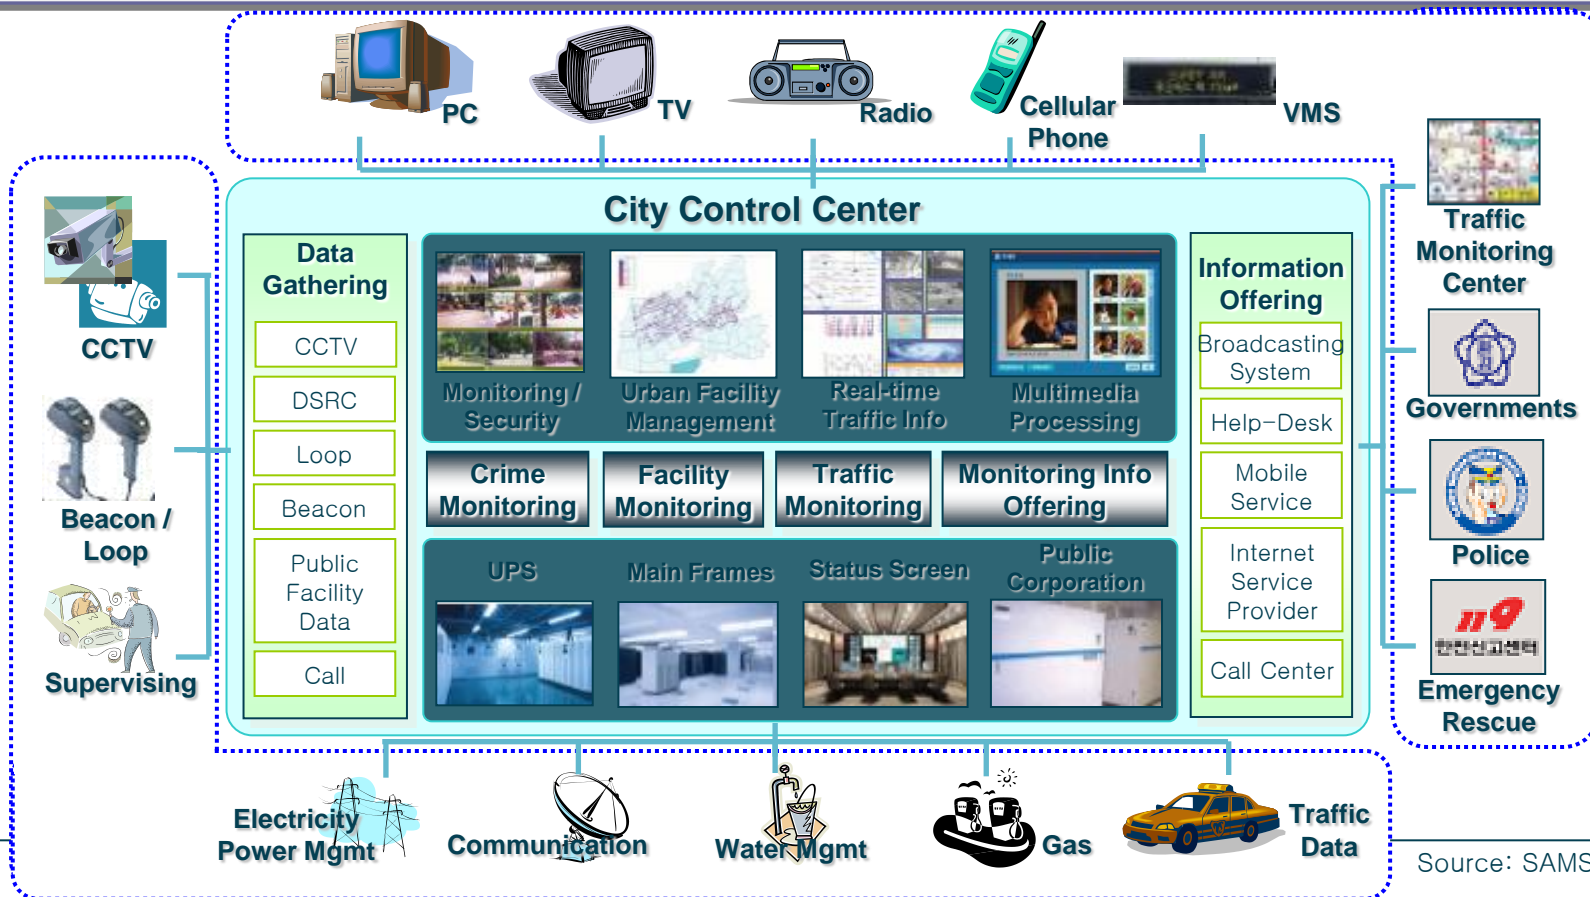 PC
TV
Radio
Cellular
Phone
VMS
City Control Center
Data
Gathering
CCTV
DSRC
Loop
Beacon
Public
Facility
Data
Call
CCTV
Beacon /
Loop
Supervising
Monitoring /
Security
Urban Facility
Management
Real-time
Traffic Info
Multimedia
Processing
Crime
Monitoring
Facility
Monitoring
Traffic
Monitoring
Monitoring Info
Offering
UPS
Main Frames
Status Screen
Public
Corporation
Information
Offering
Broadcasting
System
Help-Desk
Mobile
Service
Internet
Service
Provider
Call Center
Traffic
Monitoring
Center
Governments
Police
119
Emergency
Rescue
Electricity
Power Mgmt
Communication
Water Mgmt
Gas
Traffic
Data
Source: SAMS